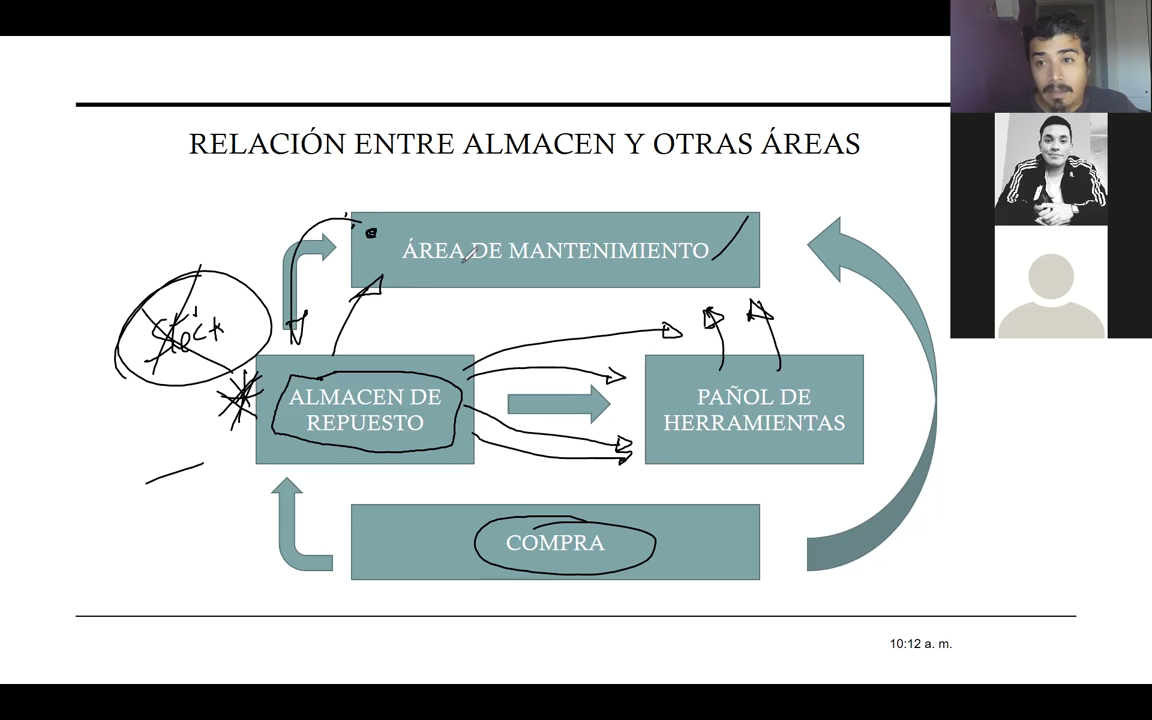 RELACIÓN ENTRE ALMACEN Y OTRAS ÁREAS
ÁREA DE MANTENIMIENTO
Stock
ALMACEN DE
REPUESTO
PAÑOL DE
HERRAMIENTAS
COMPRA
10:12 a. m.